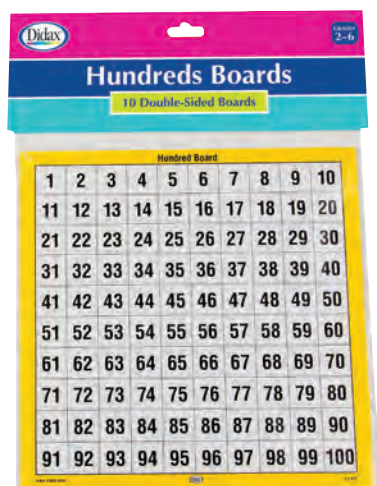 Didax
GRADES
2–6
Hundreds Boards
10 Double-Sided Boards
Hundred Board
1 2 3 4 5 6 7 8 9 10
11 12 13 14 15 16 17 18 19 20
21 22 23 24 25 26 27 28 29 30
31 32 33 34 35 36 37 38 39 40
41 42 43 44 45 46 47 48 49 50
51 52 53 54 55 56 57 58 59 60
61 62 63 64 65 66 67 68 69 70
71 72 73 74 75 76 77 78 79 80
81 82 83 84 85 86 87 88 89 90
91 92 93 94 95 96 97 98 99 100